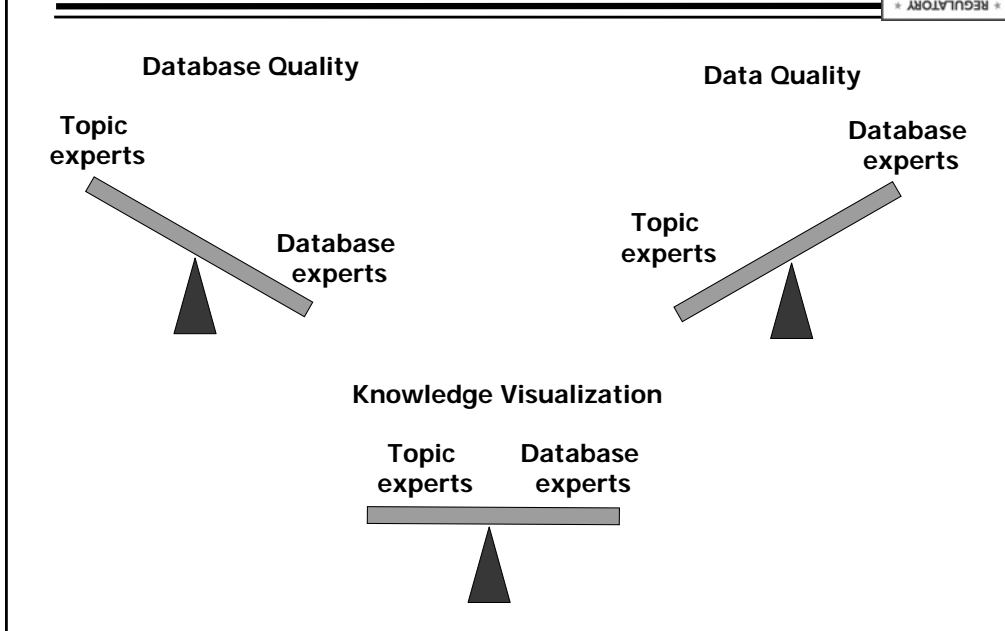 ★ REGULATORY ★
Database Quality
Topic
experts
Database
experts
Data Quality
Database
experts
Topic
experts
Knowledge Visualization
Topic
experts
Database
experts